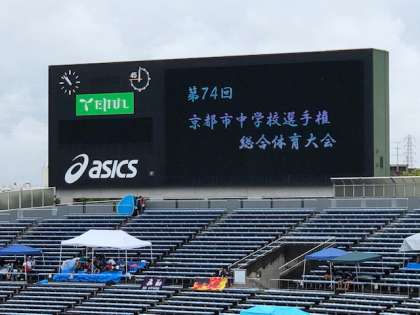 第74回
京都市中学校選手権
総合体育大会
asics
45